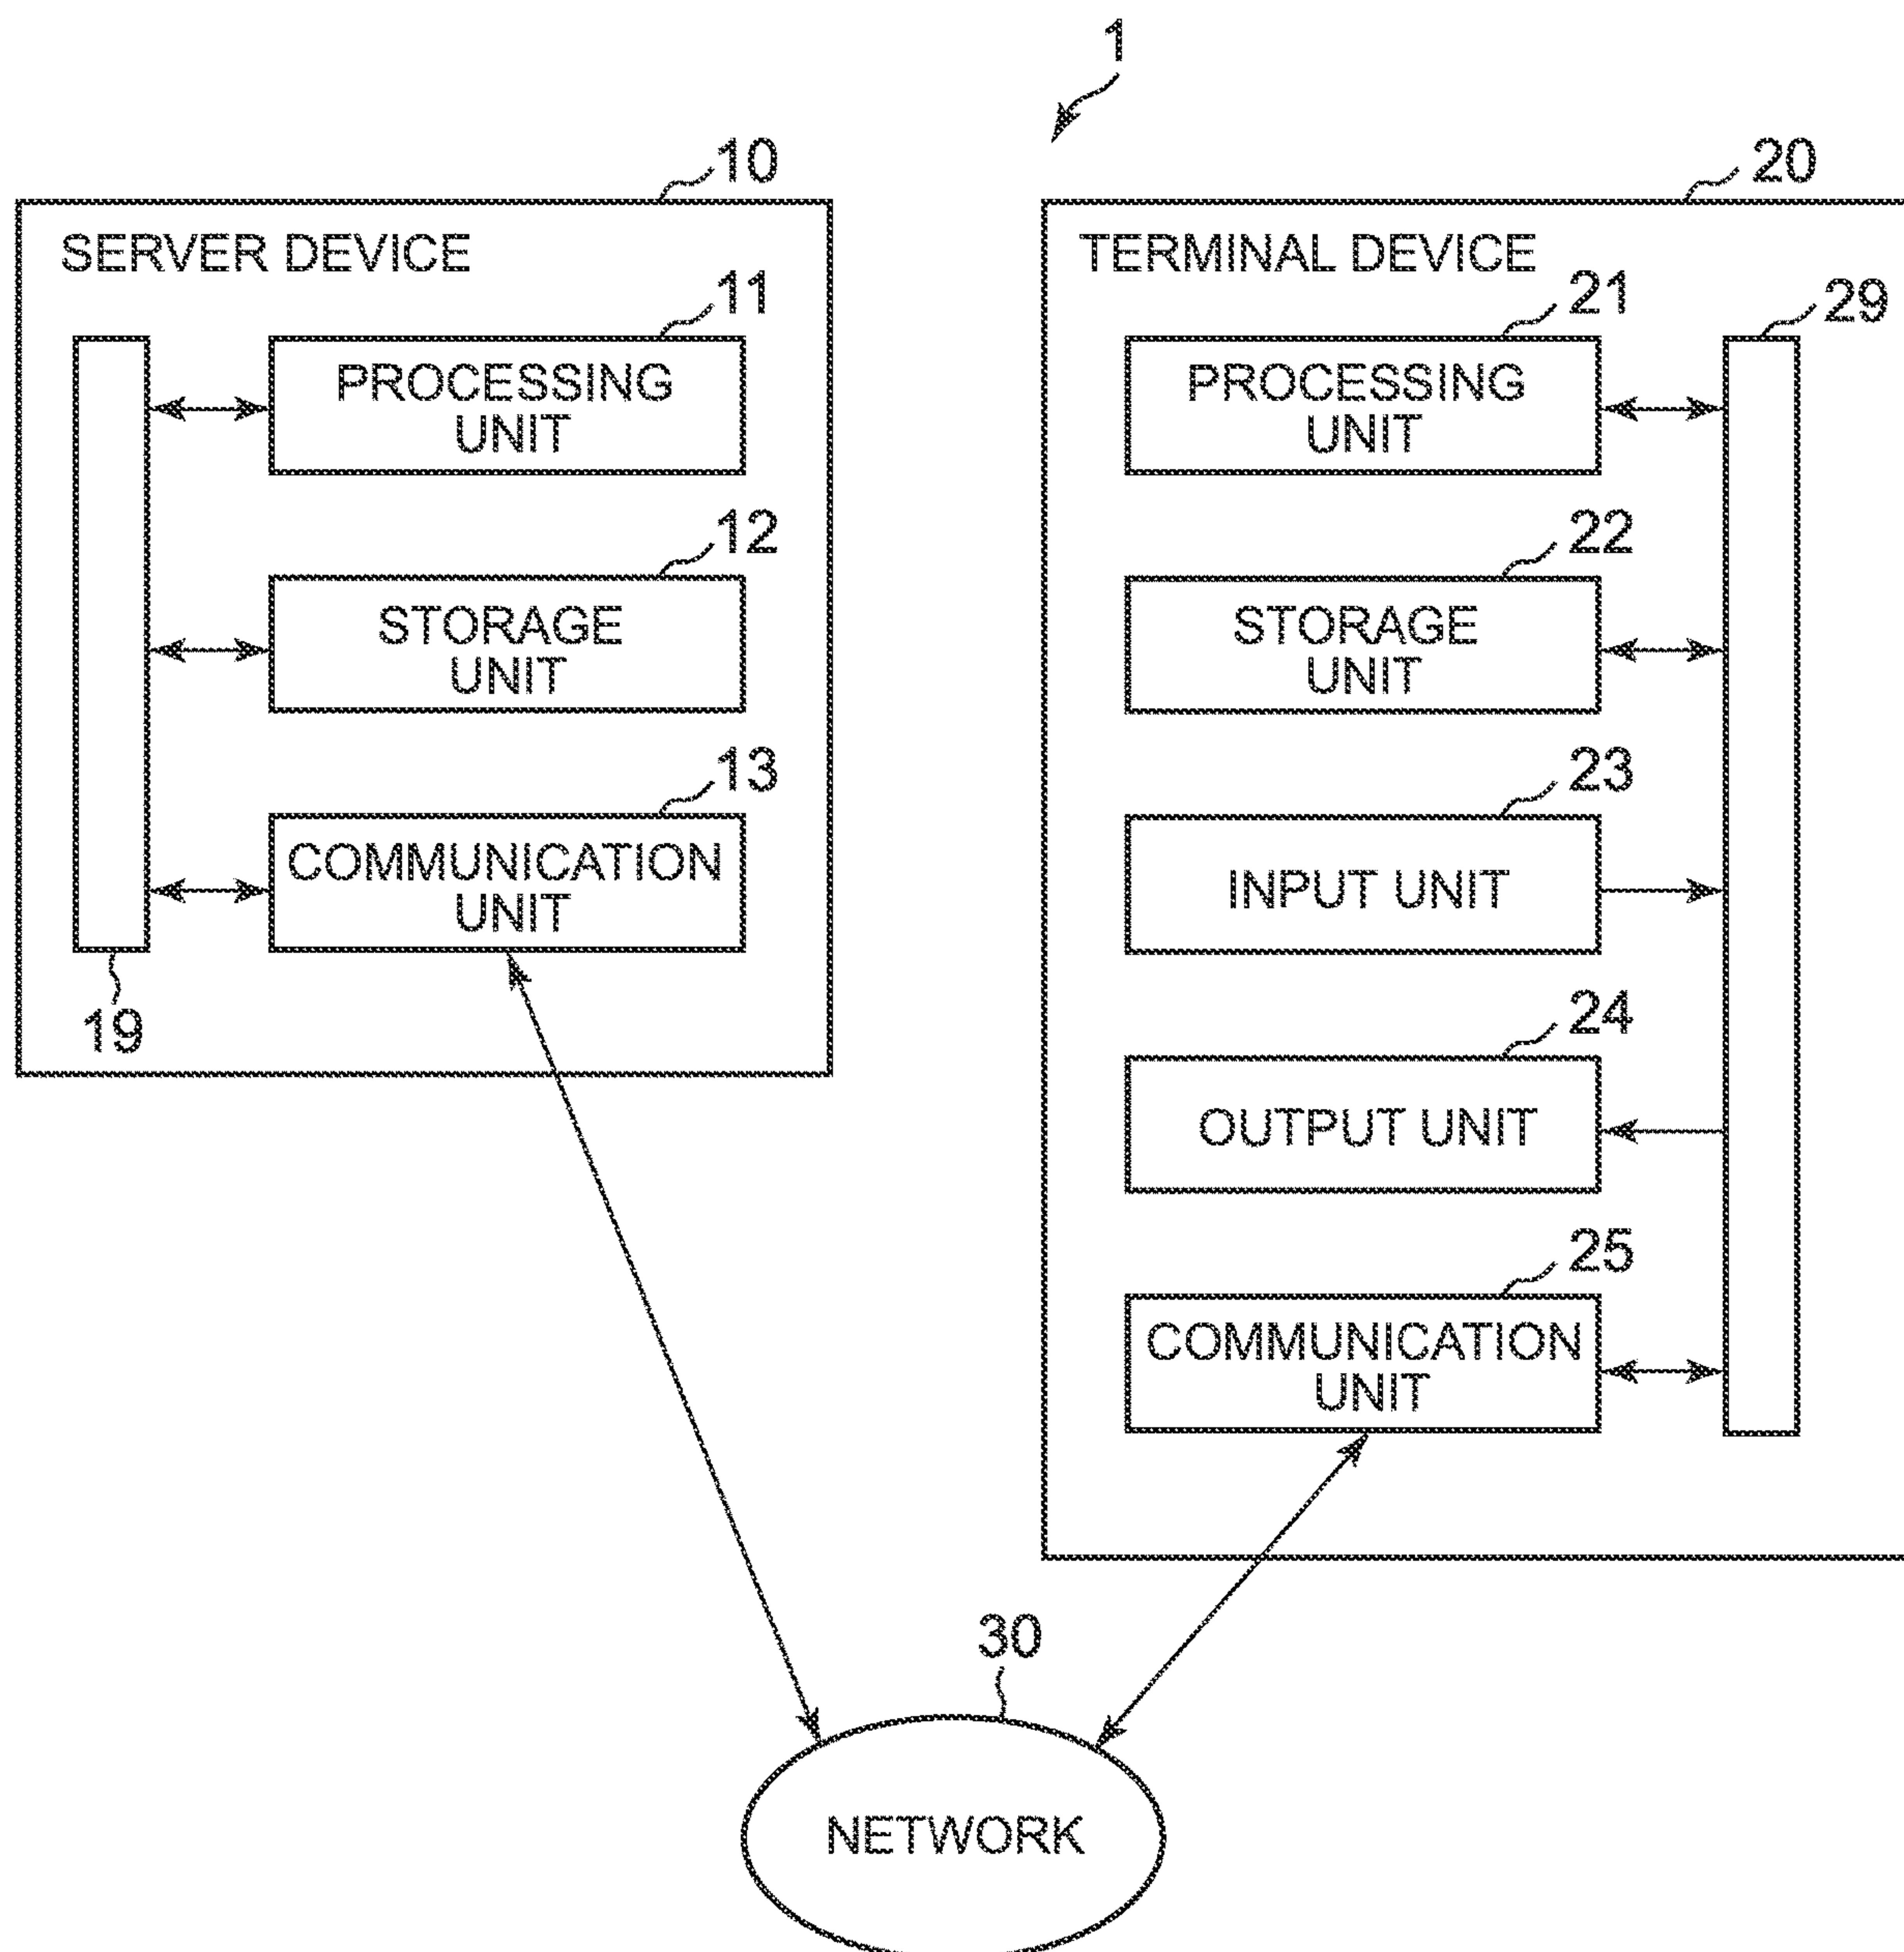 1
10
SERVER DEVICE
11
PROCESSING
UNIT
12
STORAGE
UNIT
13
COMMUNICATION
UNIT
19
20
TERMINAL DEVICE
21
29
PROCESSING
UNIT
22
STORAGE
UNIT
23
INPUT UNIT
24
OUTPUT UNIT
25
COMMUNICATION
UNIT
30
NETWORK